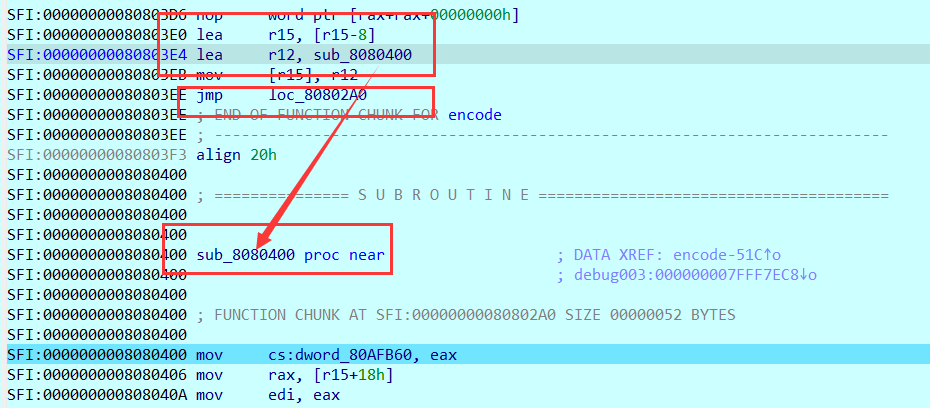 SFI:00000000080803D6 nop     word ptr [rax+rax+00000000h]
SFI:00000000080803E0 lea     r15, [r15-8]
SFI:00000000080803E4 lea     r12, sub_8080400
SFI:00000000080803EB mov     [r15], r12
SFI:00000000080803EE jmp     loc_80802A0
SFI:00000000080803EE ; END OF FUNCTION CHUNK FOR encode
SFI:00000000080803EE ; ---------------------------------------------------------------------------
SFI:00000000080803F3 align 20h
SFI:0000000008080400
SFI:0000000008080400 ; =============== S U B R O U T I N E =======================================
SFI:0000000008080400
SFI:0000000008080400
SFI:0000000008080400 sub_8080400 proc near                   ; DATA XREF: encode-51C↑o
SFI:0000000008080400                                         ; debug003:000000007FFF7EC8↓o
SFI:0000000008080400
SFI:0000000008080400 ; FUNCTION CHUNK AT SFI:00000000080802A0 SIZE 00000052 BYTES
SFI:0000000008080400
SFI:0000000008080400 mov     cs:dword_80AFB60, eax
SFI:0000000008080406 mov     rax, [r15+18h]
SFI:000000000808040A mov     edi, eax